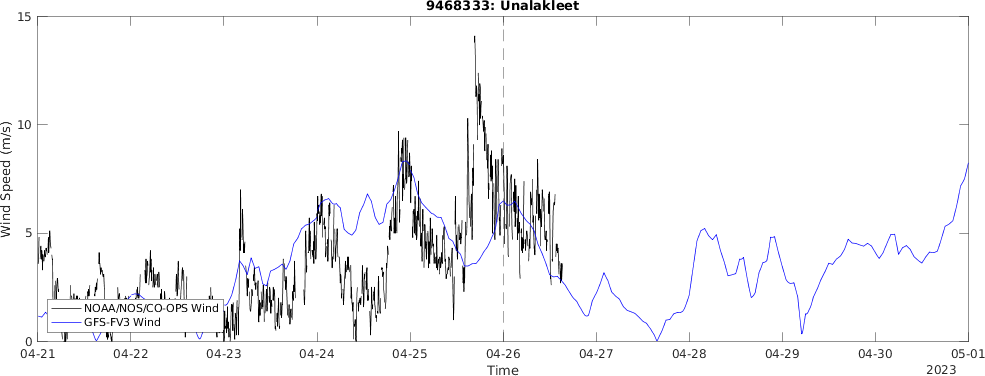 9468333: Unalakleet
Wind Speed (m/s)
15
10
5
0
NOAA/NOS/CO-OPS Wind
GFS-FV3 Wind
04-21 04-22 04-23 04-24 04-25 04-26 04-27 04-28 04-29 04-30 05-01
Time
2023